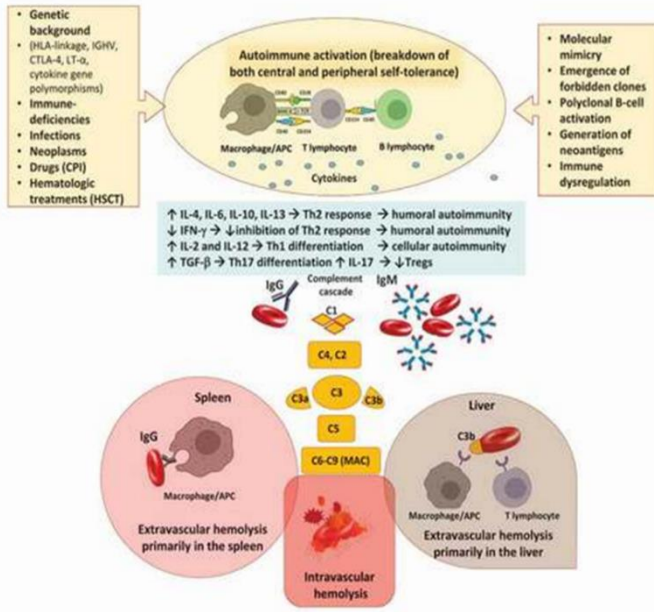 • Genetic
background
• (HLA-linkage, IGHV,
CTLA-4, LT-α,
cytokine gene
polymorphisms)
• Immune-
deficiencies
• Infections
• Neoplasms
• Drugs (CPI)
• Hematologic
treatments (HSCT)
Autoimmune activation (breakdown of
both central and peripheral self-tolerance)
Macrophage/APC
T lymphocyte
B lymphocyte
Cytokines
• Molecular
mimicry
• Emergence of
forbidden clones
• Polyclonal B-cell
activation
• Generation of
neoantigens
• Immune
dysregulation
↑ IL-4, IL-6, IL-10, IL-13 → Th2 response → humoral autoimmunity
↓ IFN-γ → ↓inhibition of Th2 response → humoral autoimmunity
↑ IL-2 and IL-12 → Th1 differentiation → cellular autoimmunity
↑ TGF-β → Th17 differentiation ↑ IL-17 → ↓Tregs
IgG
Complement
cascade
IgM
C1
C4, C2
C3a
C3
C3b
C5
C6-C9 (MAC)
Spleen
IgG
Macrophage/APC
Extravascular hemolysis
primarily in the spleen
Intravascular
hemolysis
Liver
C3b
Macrophage/APC
T lymphocyte
Extravascular hemolysis
primarily in the liver